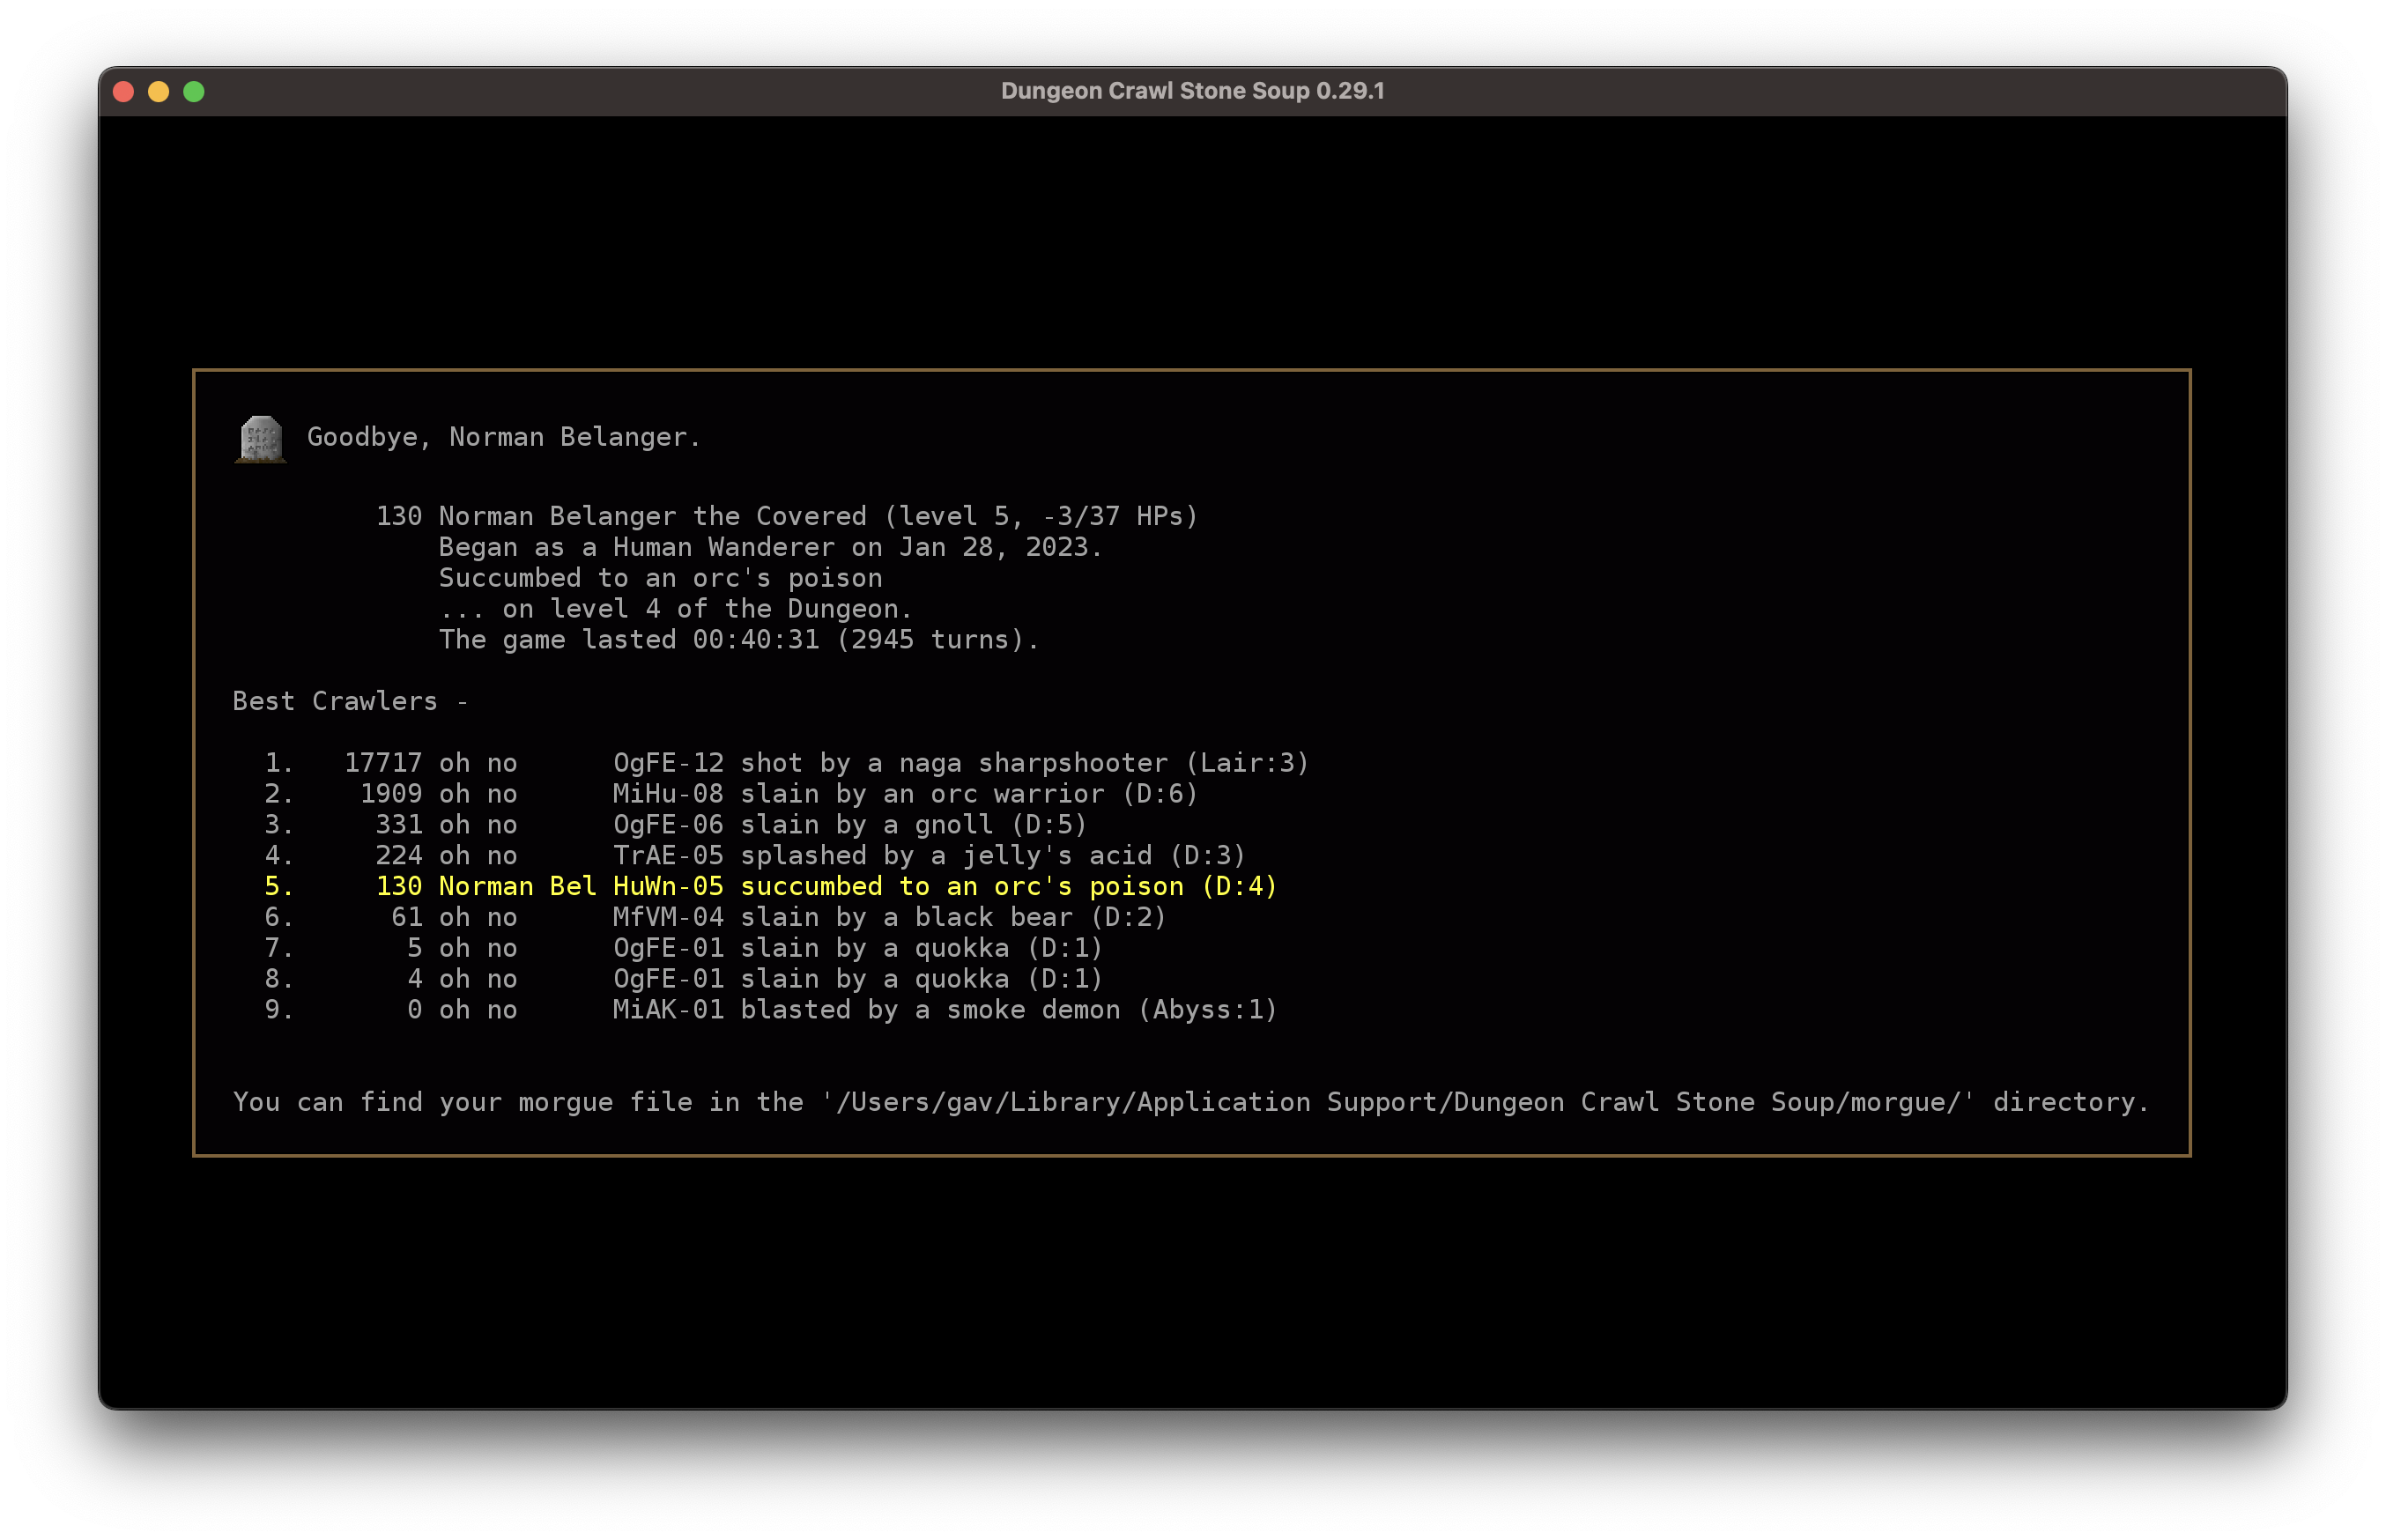 Dungeon Crawl Stone Soup 0.29.1
Goodbye, Norman Belanger.
130 Norman Belanger the Covered (level 5, -3/37 HPs)
Began as a Human Wanderer on Jan 28, 2023.
Succumbed to an orc's poison
... on level 4 of the Dungeon.
The game lasted 00:40:31 (2945 turns).
Best Crawlers -
1. 17717 oh no OgFE-12 shot by a naga sharpshooter (Lair:3)
2. 1909 oh no MiHu-08 slain by an orc warrior (D:6)
3. 331 oh no OgFE-06 slain by a gnoll (D:5)
4. 224 oh no TrAE-05 splashed by a jelly's acid (D:3)
5. 130 Norman Bel HuWn-05 succumbed to an orc's poison (D:4)
6. 61 oh no MfVM-04 slain by a black bear (D:2)
7. 5 oh no OgFE-01 slain by a quokka (D:1)
8. 4 oh no OgFE-01 slain by a quokka (D:1)
9. 0 oh no MiAK-01 blasted by a smoke demon (Abyss:1)
You can find your morgue file in the '/Users/gav/Library/Application Support/Dungeon Crawl Stone Soup/morgue/' directory.